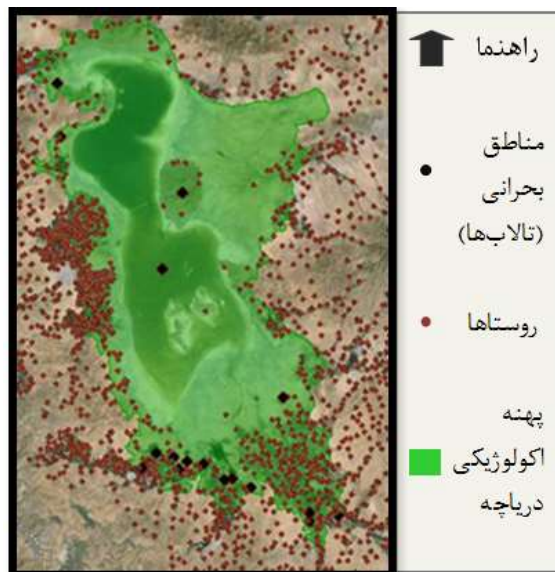 راهنما
مناطق
بحرانی
(تالاب‌ها)
روستاها
پهنه
اکولوژیکی
دریاچه